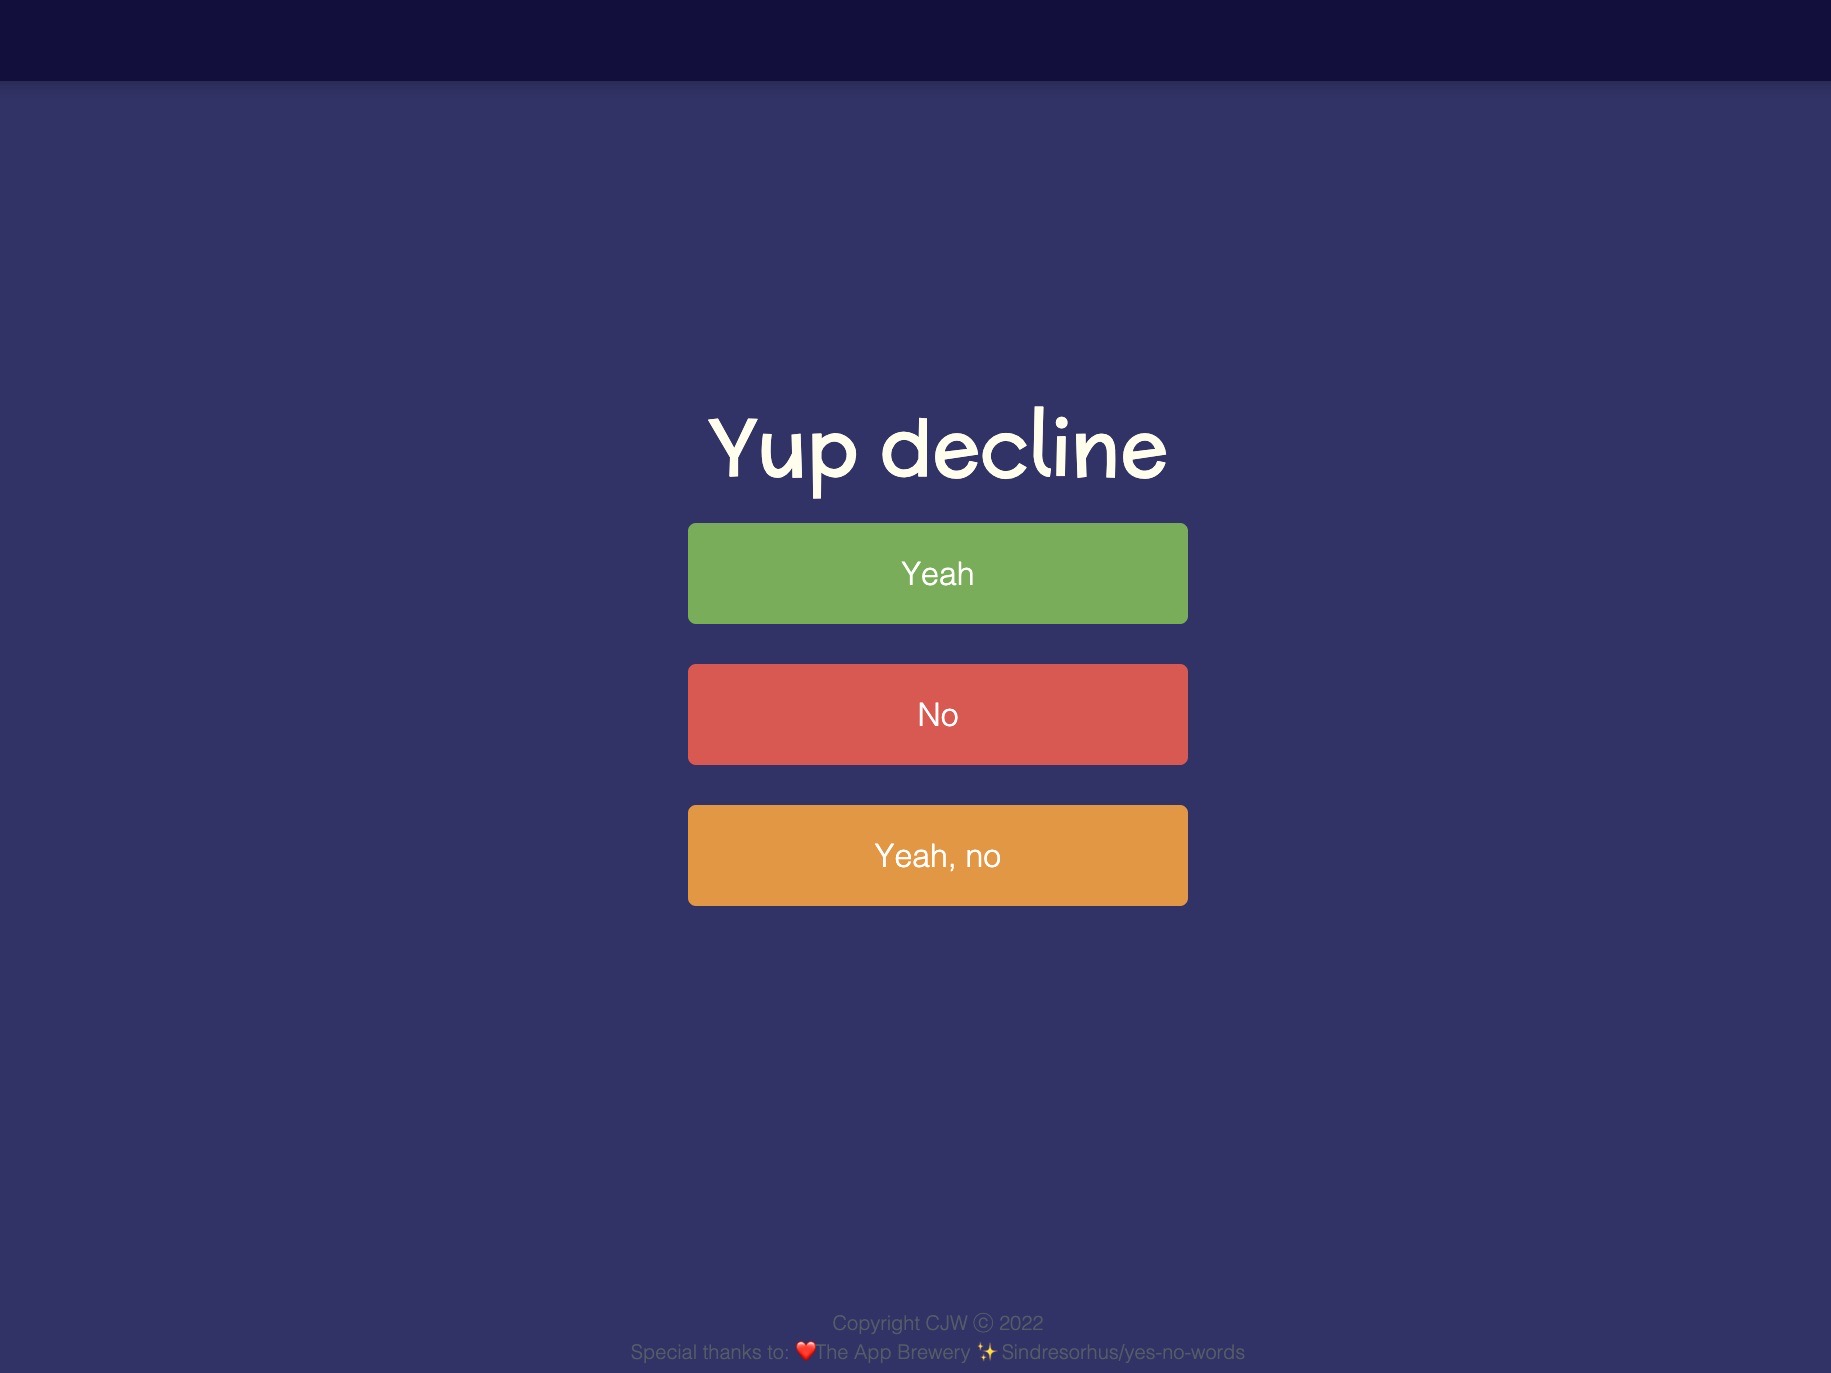 Yup decline
Yeah
No
Yeah, no
Copyright CJW ⓒ 2022
Special thanks to: ❤️The App Brewery ✨ Sindresorhus/yes-no-words